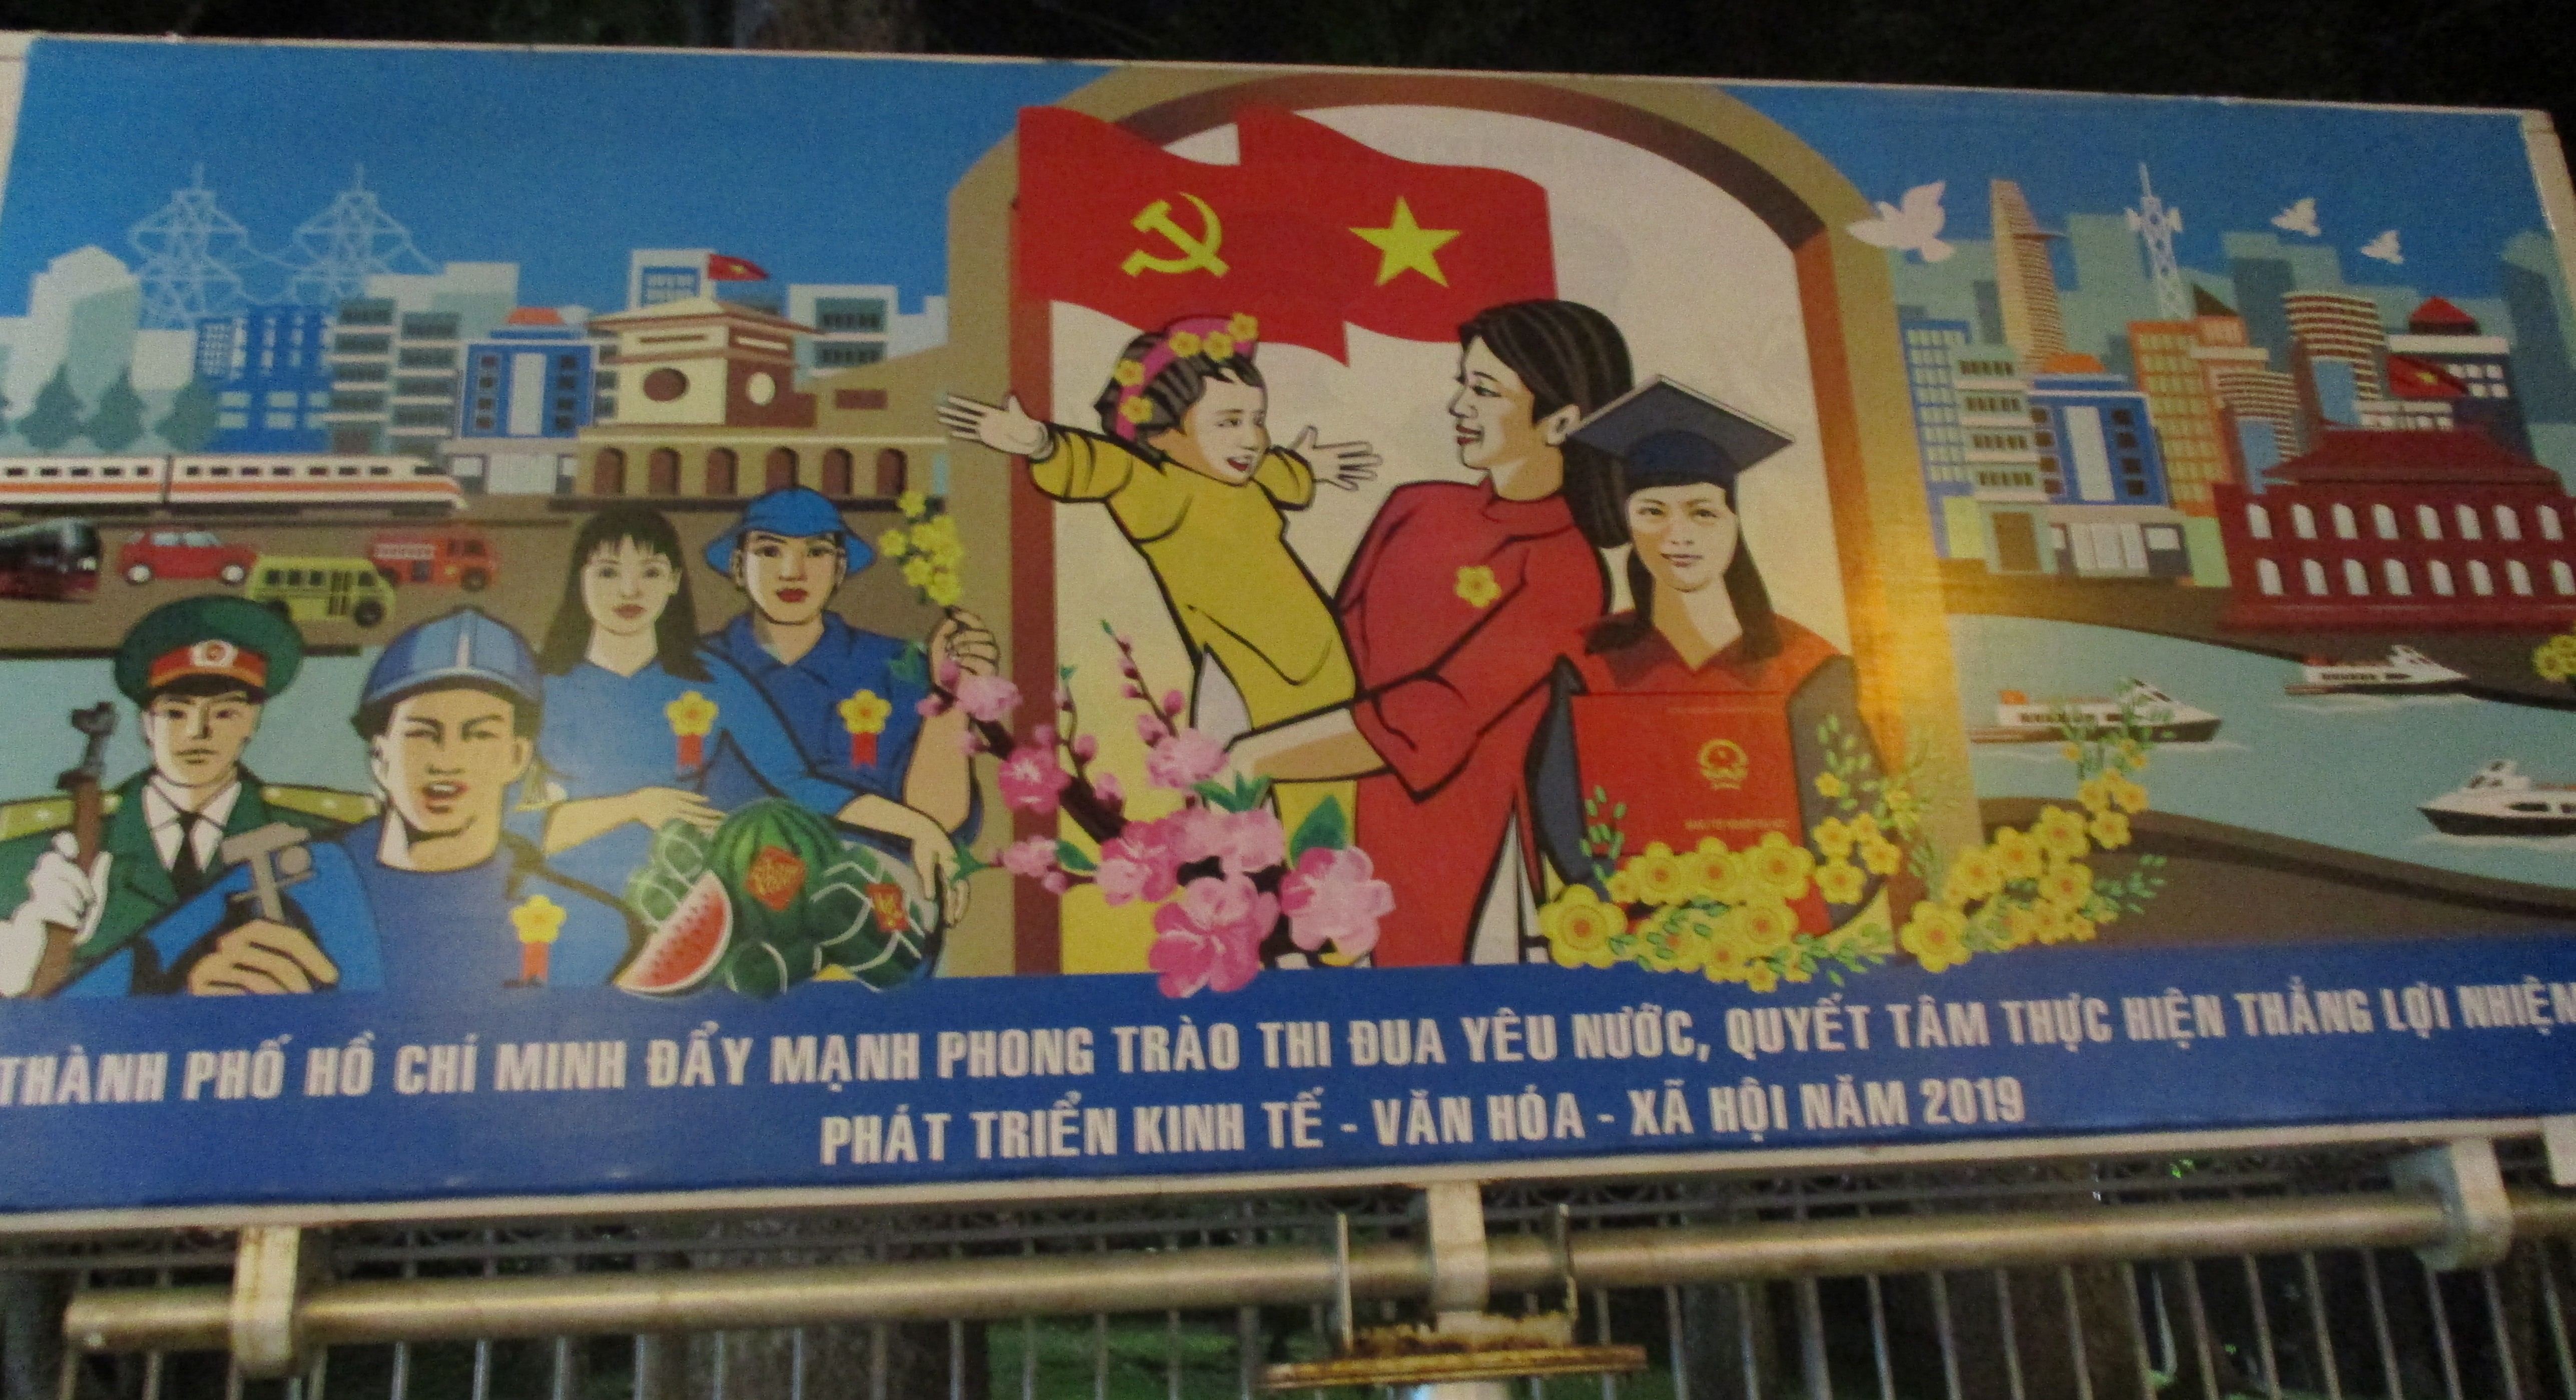 THÀNH PHỐ HỒ CHÍ MINH ĐẨY MẠNH PHONG TRÀO THI ĐUA YÊU NƯỚC, QUYẾT TÂM THỰC HIỆN THẮNG LỢI NHIỆM
PHÁT TRIỂN KINH TẾ - VĂN HÓA - XÃ HỘI NĂM 2019